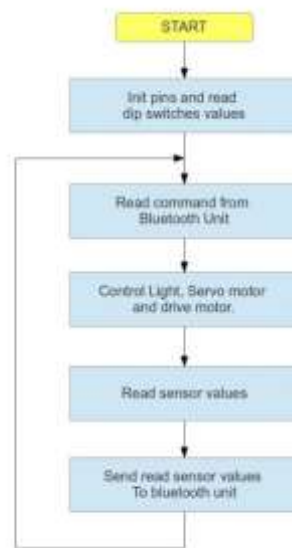 START
Init pins and read
dip switches values
Read command from
Bluetooth Unit
Control Light, Servo motor
and drive motor.
Read sensor values
Send read sensor values
To bluetooth unit